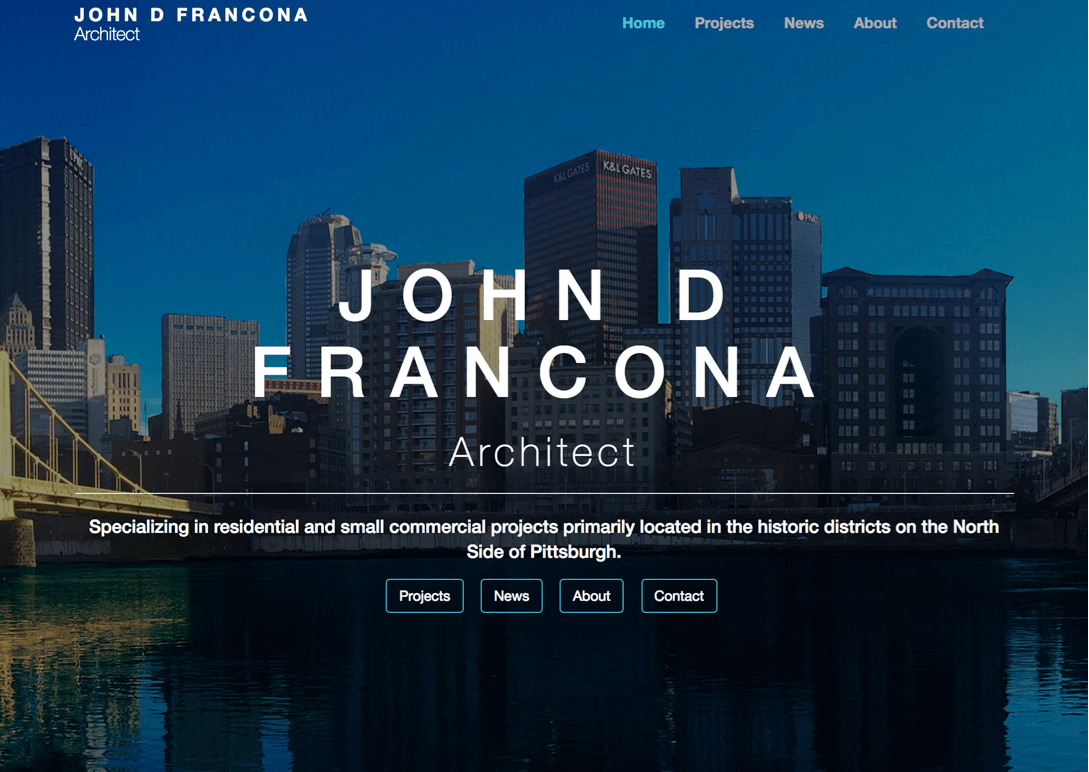 JOHN D FRANCONA
Architect
Home Projects News About Contact
K&L GATES K&L GATES
JOHN D
FRANCONA
Architect
Specializing in residential and small commercial projects primarily located in the historic districts on the North
Side of Pittsburgh.
Projects News About Contact